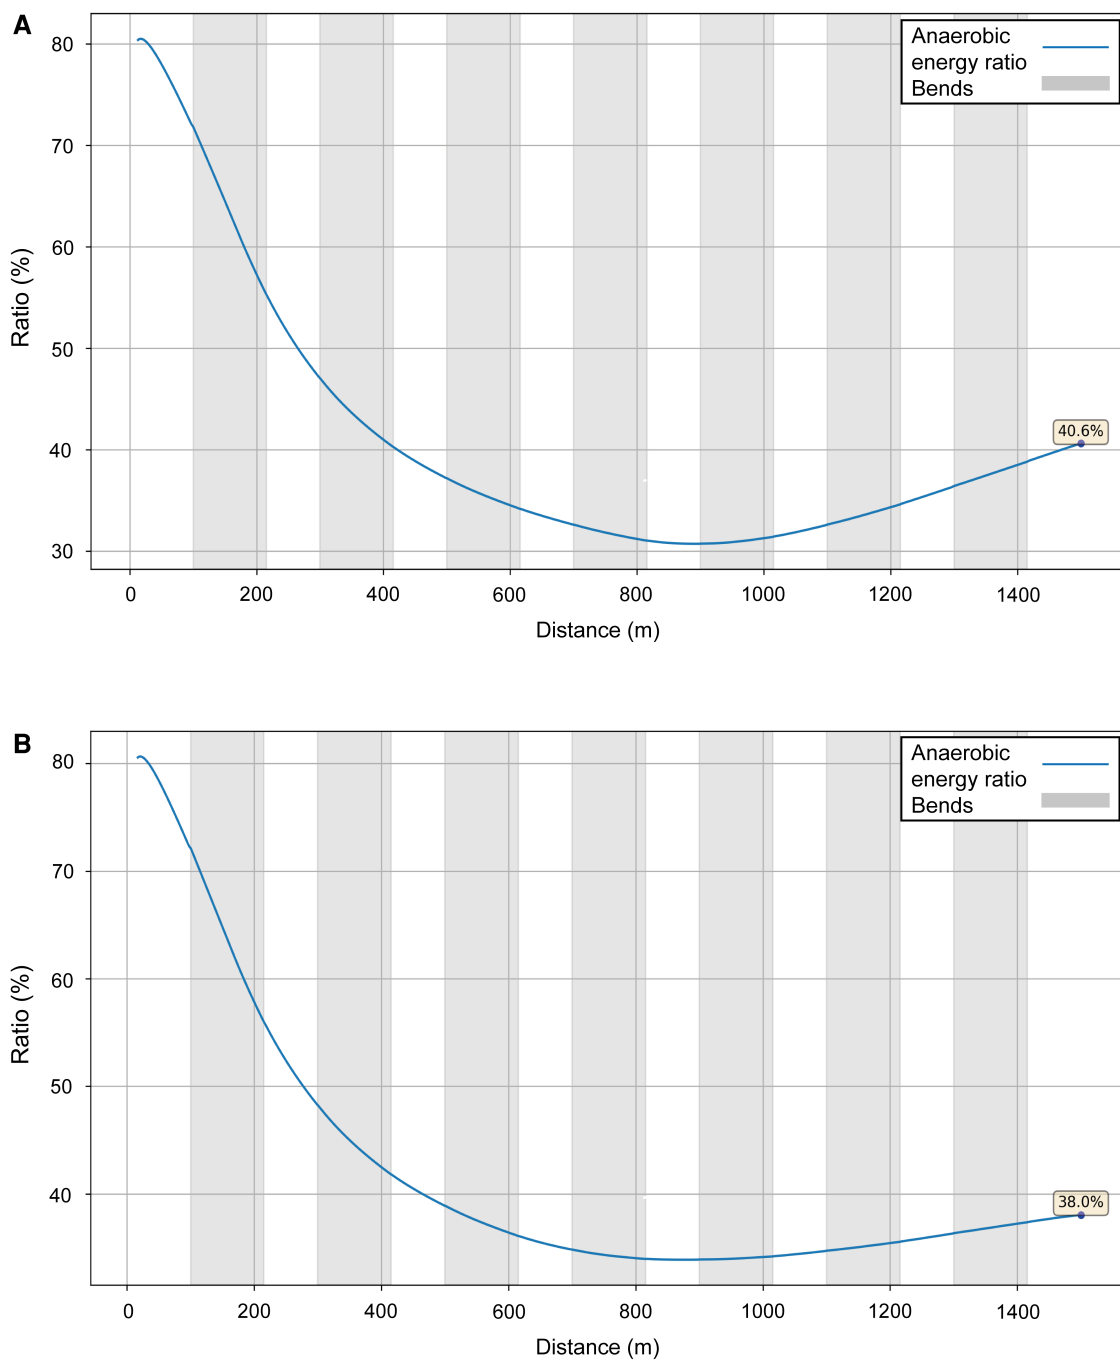 A
Anaerobic
energy ratio
Bends
80
70
60
50
40
30
Ratio (%)
40.6%
0 200 400 600 800 1000 1200 1400
Distance (m)
B
Anaerobic
energy ratio
Bends
80
70
60
50
40
Ratio (%)
38.0%
0 200 400 600 800 1000 1200 1400
Distance (m)